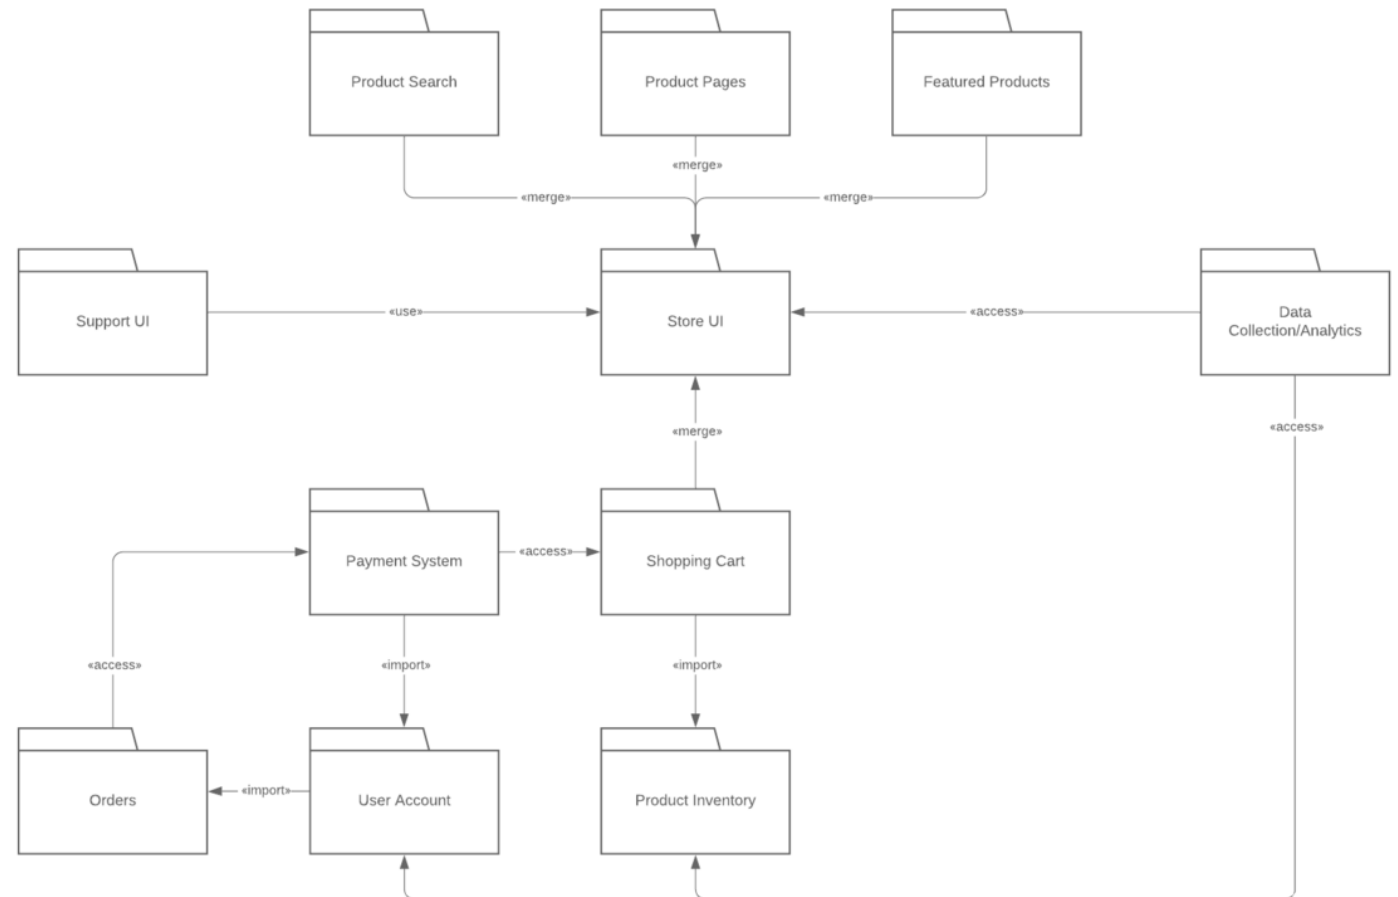 Product Search
Product Pages
Featured Products
«merge»
«merge»
«merge»
Support UI
«use»
Store UI
«access»
Data
Collection/Analytics
«merge»
«access»
Payment System
«access»
Shopping Cart
«access»
«import»
«import»
Orders
«import»
User Account
Product Inventory